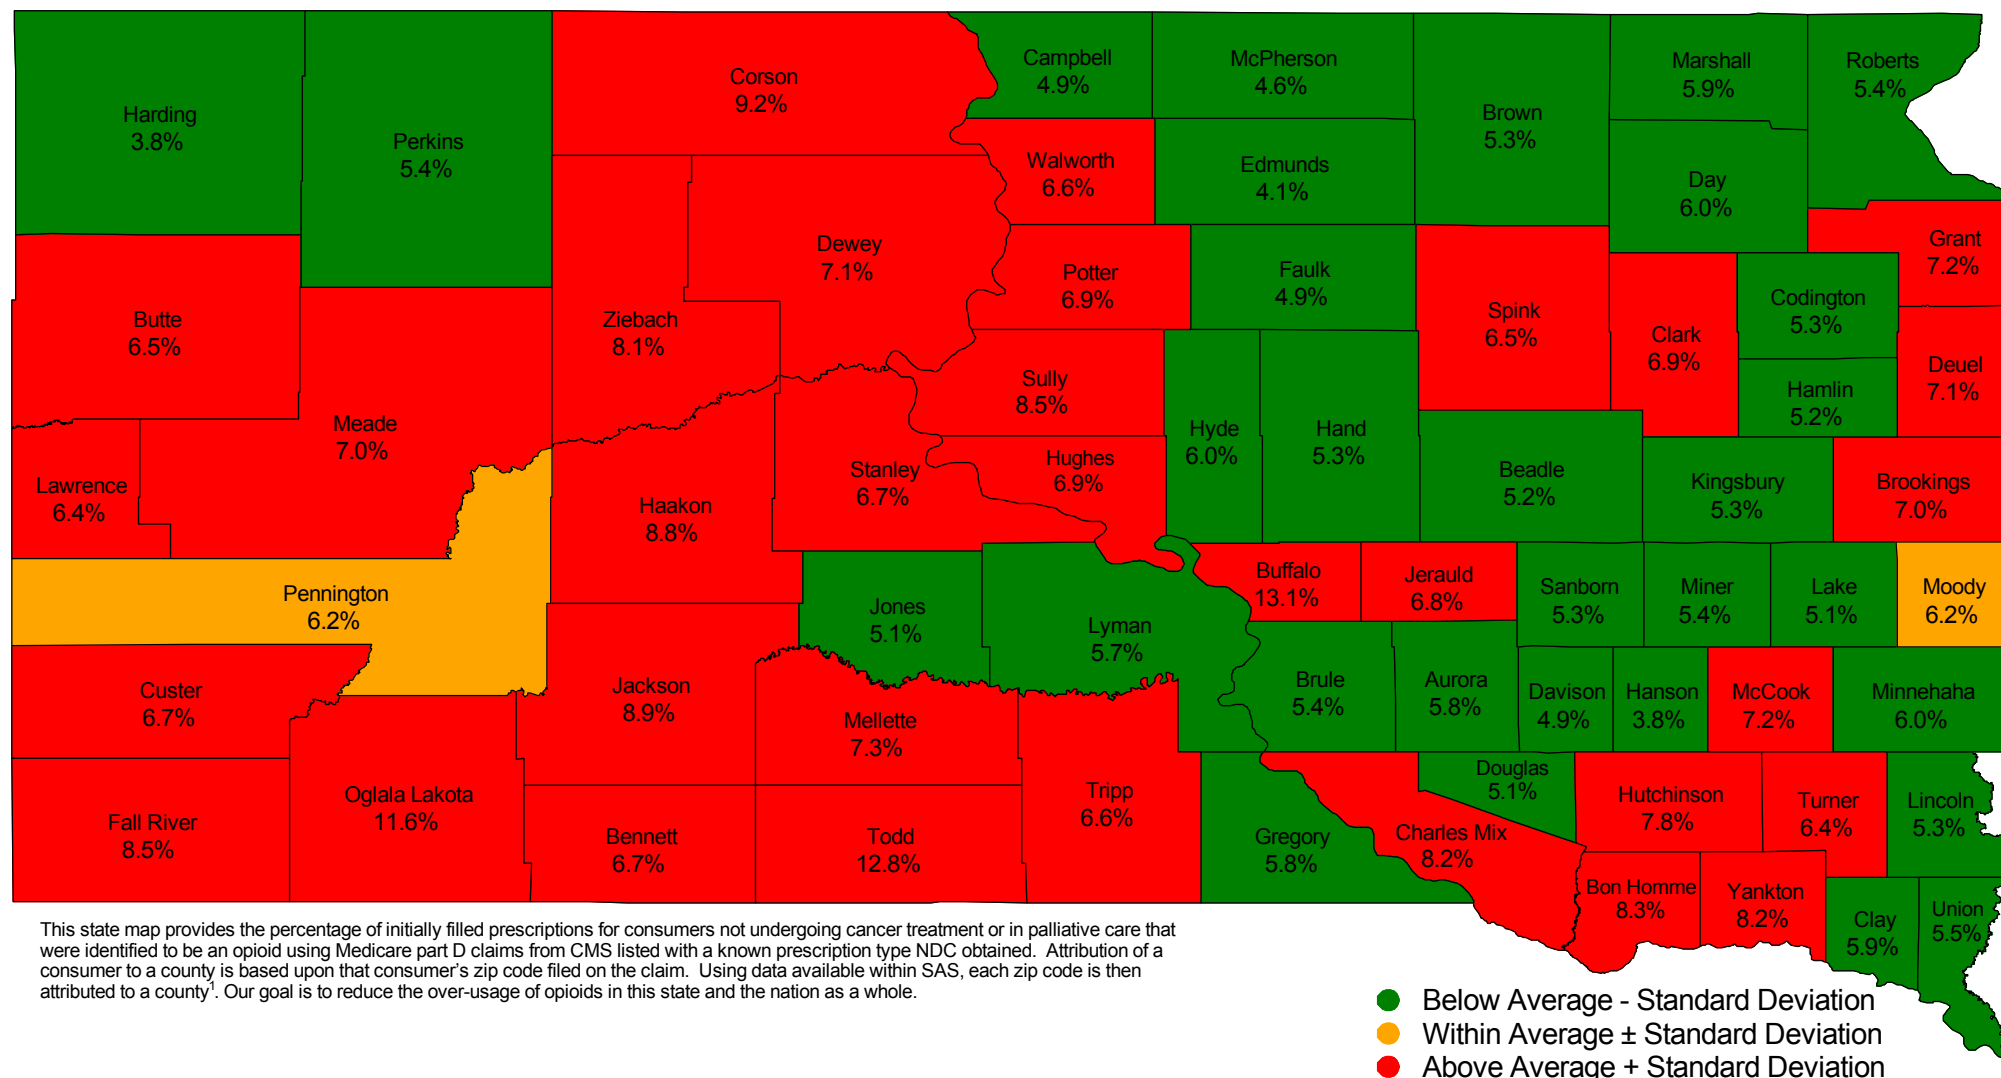 Harding
3.8%
Perkins
5.4%
Corson
9.2%
Campbell
4.9%
McPherson
4.6%
Brown
5.3%
Marshall
5.9%
Roberts
5.4%
Walworth
6.6%
Edmunds
4.1%
Day
6.0%
Grant
7.2%
Butte
6.5%
Ziebach
8.1%
Dewey
7.1%
Potter
6.9%
Faulk
4.9%
Spink
6.5%
Clark
6.9%
Codington
5.3%
Deuel
7.1%
Hamlin
5.2%
Meade
7.0%
Sully
8.5%
Hyde
6.0%
Hand
5.3%
Lawrence
6.4%
Haakon
8.8%
Stanley
6.7%
Hughes
6.9%
Beadle
5.2%
Kingsbury
5.3%
Brookings
7.0%
Pennington
6.2%
Jones
5.1%
Lyman
5.7%
Buffalo
13.1%
Jerauld
6.8%
Sanborn
5.3%
Miner
5.4%
Lake
5.1%
Moody
6.2%
Custer
6.7%
Jackson
8.9%
Mellette
7.3%
Brule
5.4%
Aurora
5.8%
Davison
4.9%
Hanson
3.8%
McCook
7.2%
Minnehaha
6.0%
Fall River
8.5%
Oglala Lakota
11.6%
Bennett
6.7%
Todd
12.8%
Tripp
6.6%
Gregory
5.8%
Charles Mix
8.2%
Douglas
5.1%
Hutchinson
7.8%
Turner
6.4%
Lincoln
5.3%
Bon Homme
8.3%
Yankton
8.2%
Clay
5.9%
Union
5.5%
This state map provides the percentage of initially filled prescriptions for consumers not undergoing cancer treatment or in palliative care that
were identified to be an opioid using Medicare part D claims from CMS listed with a known prescription type NDC obtained.  Attribution of a
consumer to a county is based upon that consumer's zip code filed on the claim.  Using data available within SAS, each zip code is then
attributed to a county¹. Our goal is to reduce the over-usage of opioids in this state and the nation as a whole.
Below Average - Standard Deviation
Within Average ± Standard Deviation
Above Average + Standard Deviation